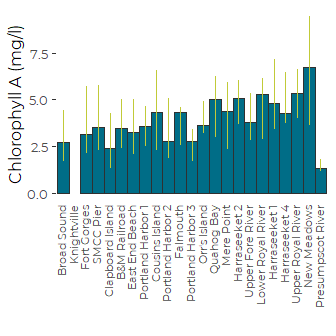 Chlorophyll A (mg/l)
7.5
5.0
2.5
0.0
Broad Sound
Knightville
Fort Gorges
SMCC Pier
Clapboard Island
B&M Railroad
East End Beach
Portland Harbor 1
Cousins Island
Portland Harbor 2
Falmouth
Portland Harbor 3
Orrs Island
Quahog Bay
Mere Point
Harraseeket 2
Upper Fore River
Lower Royal River
Harraseeket 1
Harraseeket 4
Upper Royal River
New Meadows
Presumpscot River